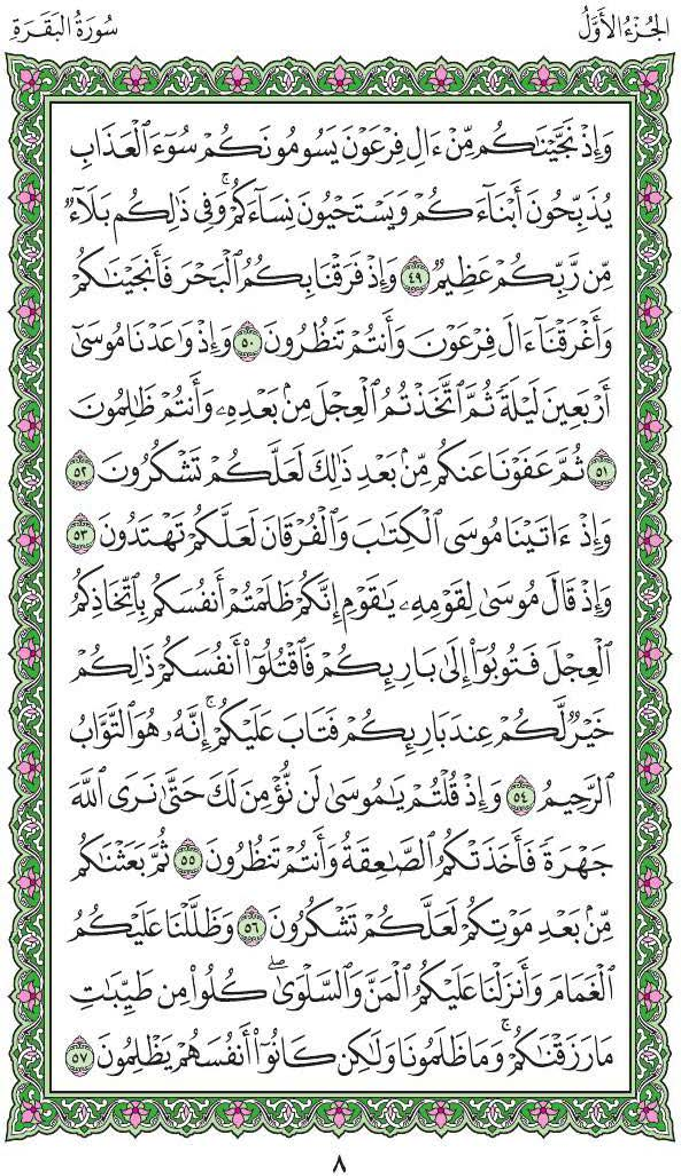 الجُزْءُ الأَوَّلُ
سُورَةُ البَقَرَةِ
وَإِذْ نَجَّيْنَٰكُم مِّنْ ءَالِ فِرْعَوْنَ يَسُومُونَكُمْ سُوٓءَ ٱلْعَذَابِ
يُذَبِّحُونَ أَبْنَآءَكُمْ وَيَسْتَحْيُونَ نِسَآءَكُمْ ۚ وَفِى ذَٰلِكُم بَلَآءٌ
مِّن رَّبِّكُمْ عَظِيمٌ ٤٩ وَإِذْ فَرَقْنَا بِكُمُ ٱلْبَحْرَ فَأَنجَيْنَٰكُمْ
وَأَغْرَقْنَآ ءَالَ فِرْعَوْنَ وَأَنتُمْ تَنظُرُونَ ٥٠ وَإِذْ وَٰعَدْنَا مُوسَىٰٓ
أَرْبَعِينَ لَيْلَةً ثُمَّ ٱتَّخَذْتُمُ ٱلْعِجْلَ مِنۢ بَعْدِهِۦ وَأَنتُمْ ظَٰلِمُونَ
٥١ ثُمَّ عَفَوْنَا عَنكُم مِّنۢ بَعْدِ ذَٰلِكَ لَعَلَّكُمْ تَشْكُرُونَ ٥٢
وَإِذْ ءَاتَيْنَا مُوسَى ٱلْكِتَٰبَ وَٱلْفُرْقَانَ لَعَلَّكُمْ تَهْتَدُونَ ٥٣
وَإِذْ قَالَ مُوسَىٰ لِقَوْمِهِۦ يَٰقَوْمِ إِنَّكُمْ ظَلَمْتُمْ أَنفُسَكُم بِٱتِّخَاذِكُمُ
ٱلْعِجْلَ فَتُوبُوٓا۟ إِلَىٰ بَارِئِكُمْ فَٱقْتُلُوٓا۟ أَنفُسَكُمْ ذَٰلِكُمْ
خَيْرٌ لَّكُمْ عِندَ بَارِئِكُمْ فَتَابَ عَلَيْكُمْ ۚ إِنَّهُۥ هُوَ ٱلتَّوَّابُ
ٱلرَّحِيمُ ٥٤ وَإِذْ قُلْتُمْ يَٰمُوسَىٰ لَن نُّؤْمِنَ لَكَ حَتَّىٰ نَرَى ٱللَّهَ
جَهْرَةً فَأَخَذَتْكُمُ ٱلصَّٰعِقَةُ وَأَنتُمْ تَنظُرُونَ ٥٥ ثُمَّ بَعَثْنَٰكُم
مِّنۢ بَعْدِ مَوْتِكُمْ لَعَلَّكُمْ تَشْكُرُونَ ٥٦ وَظَلَّلْنَا عَلَيْكُمُ
ٱلْغَمَامَ وَأَنزَلْنَا عَلَيْكُمُ ٱلْمَنَّ وَٱلسَّلْوَىٰ ۖ كُلُوا۟ مِن طَيِّبَٰتِ
مَا رَزَقْنَٰكُمْ ۚ وَمَا ظَلَمُونَا وَلَٰكِن كَانُوٓا۟ أَنفُسَهُمْ يَظْلِمُونَ ٥٧
٨